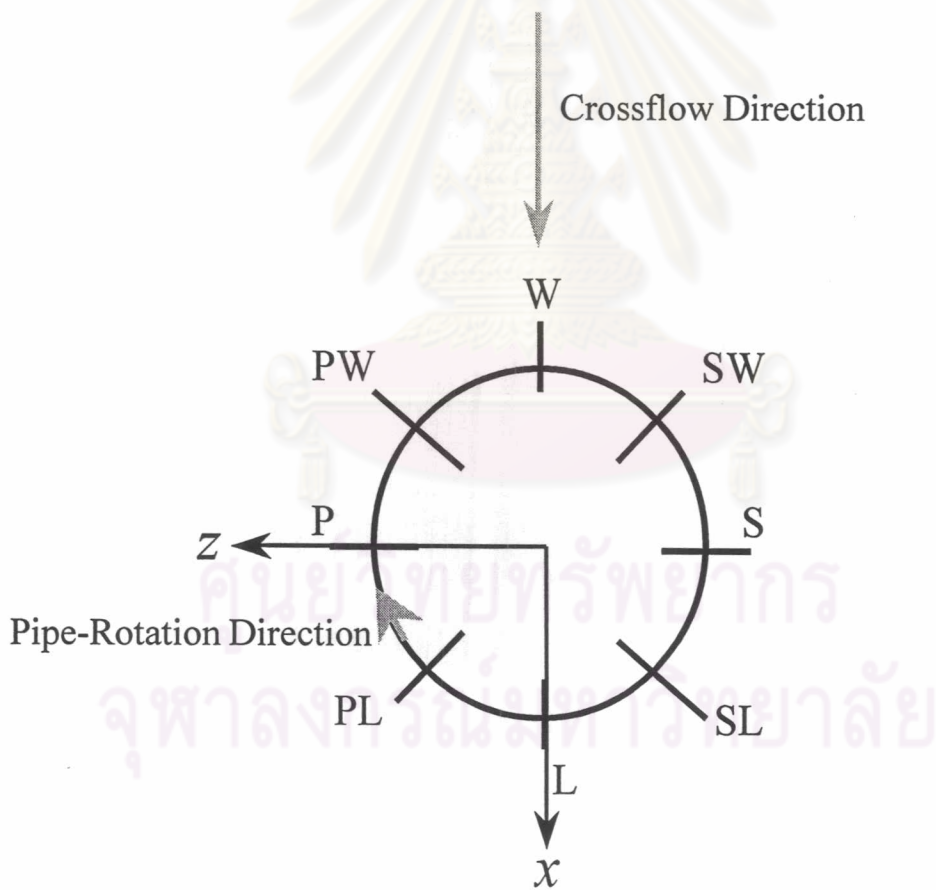 Crossflow Direction
W
PW
SW
P
S
z
ศูนย์วิทยทรัพยากร
Pipe-Rotation Direction
PL
SL
จุฬาลงกรณ์มหาวิทยาลัย
L
x